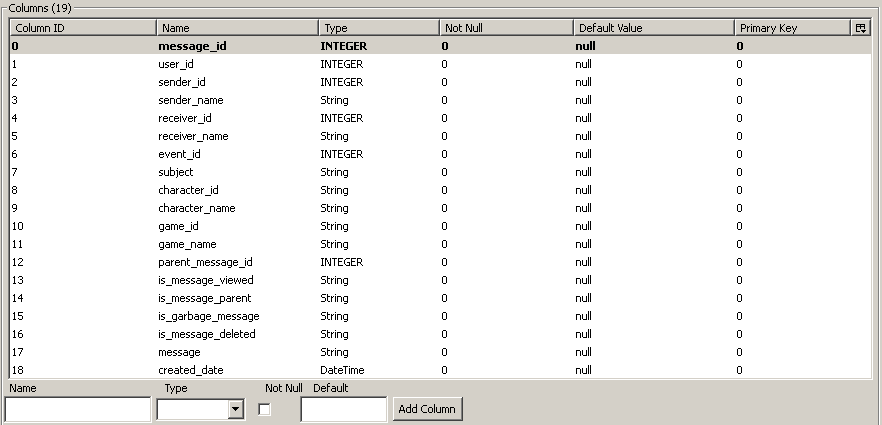 Columns (19)
Column ID Name Type Not Null Default Value Primary Key
0 message_id INTEGER 0 null 0
1 user_id INTEGER 0 null 0
2 sender_id INTEGER 0 null 0
3 sender_name String 0 null 0
4 receiver_id INTEGER 0 null 0
5 receiver_name String 0 null 0
6 event_id INTEGER 0 null 0
7 subject String 0 null 0
8 character_id String 0 null 0
9 character_name String 0 null 0
10 game_id String 0 null 0
11 game_name String 0 null 0
12 parent_message_id INTEGER 0 null 0
13 is_message_viewed String 0 null 0
14 is_message_parent String 0 null 0
15 is_garbage_message String 0 null 0
16 is_message_deleted String 0 null 0
17 message String 0 null 0
18 created_date DateTime 0 null 0
Name Type Not Null Default
Add Column